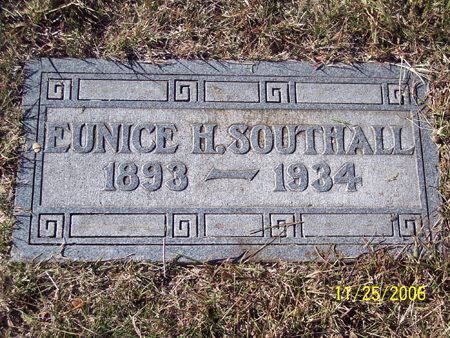 EUNICE H. SOUTHALL
1893 — 1934
11/25/2006